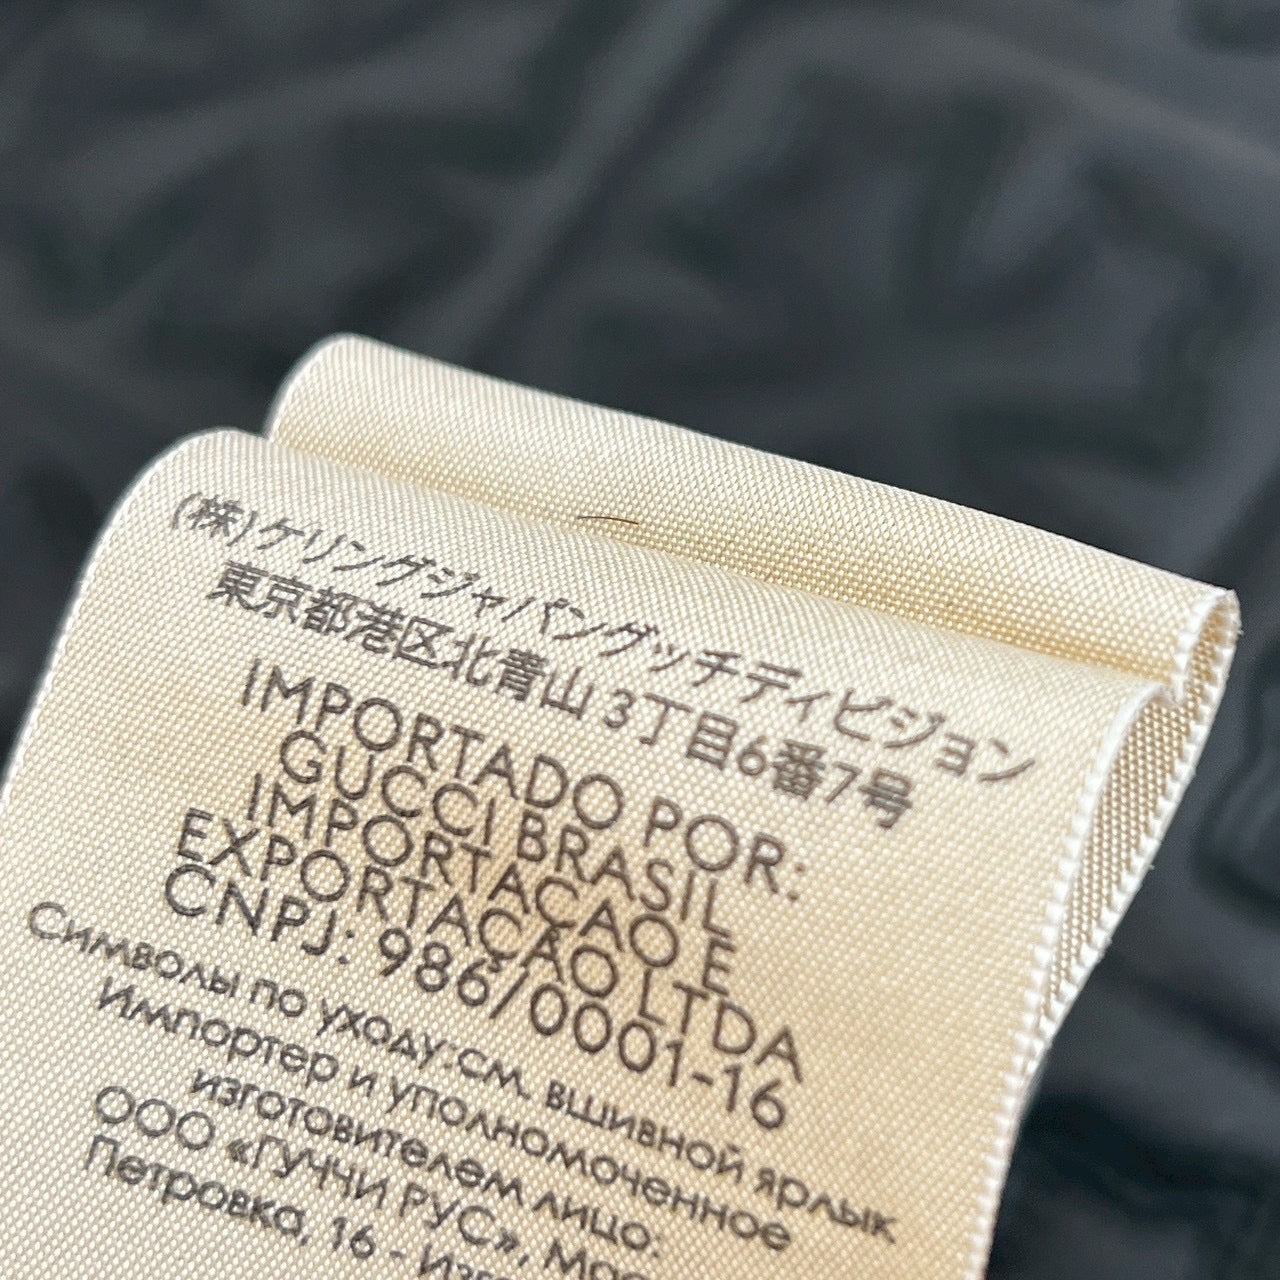 (株)ケリングジャパングッチディビジョン
東京都港区北青山3丁目6番7号
IMPORTADO POR:
GUCCI BRASIL
IMPORTAÇAO E
EXPORTAÇÃO LTDA
CNPJ: 986/0001-16
Символы по уходу:см. вшивной ярлык
Импортер и уполномоченное
изготовителем лицо:
ООО «ГУЧЧИ РУС»,
Петровка, 16 -